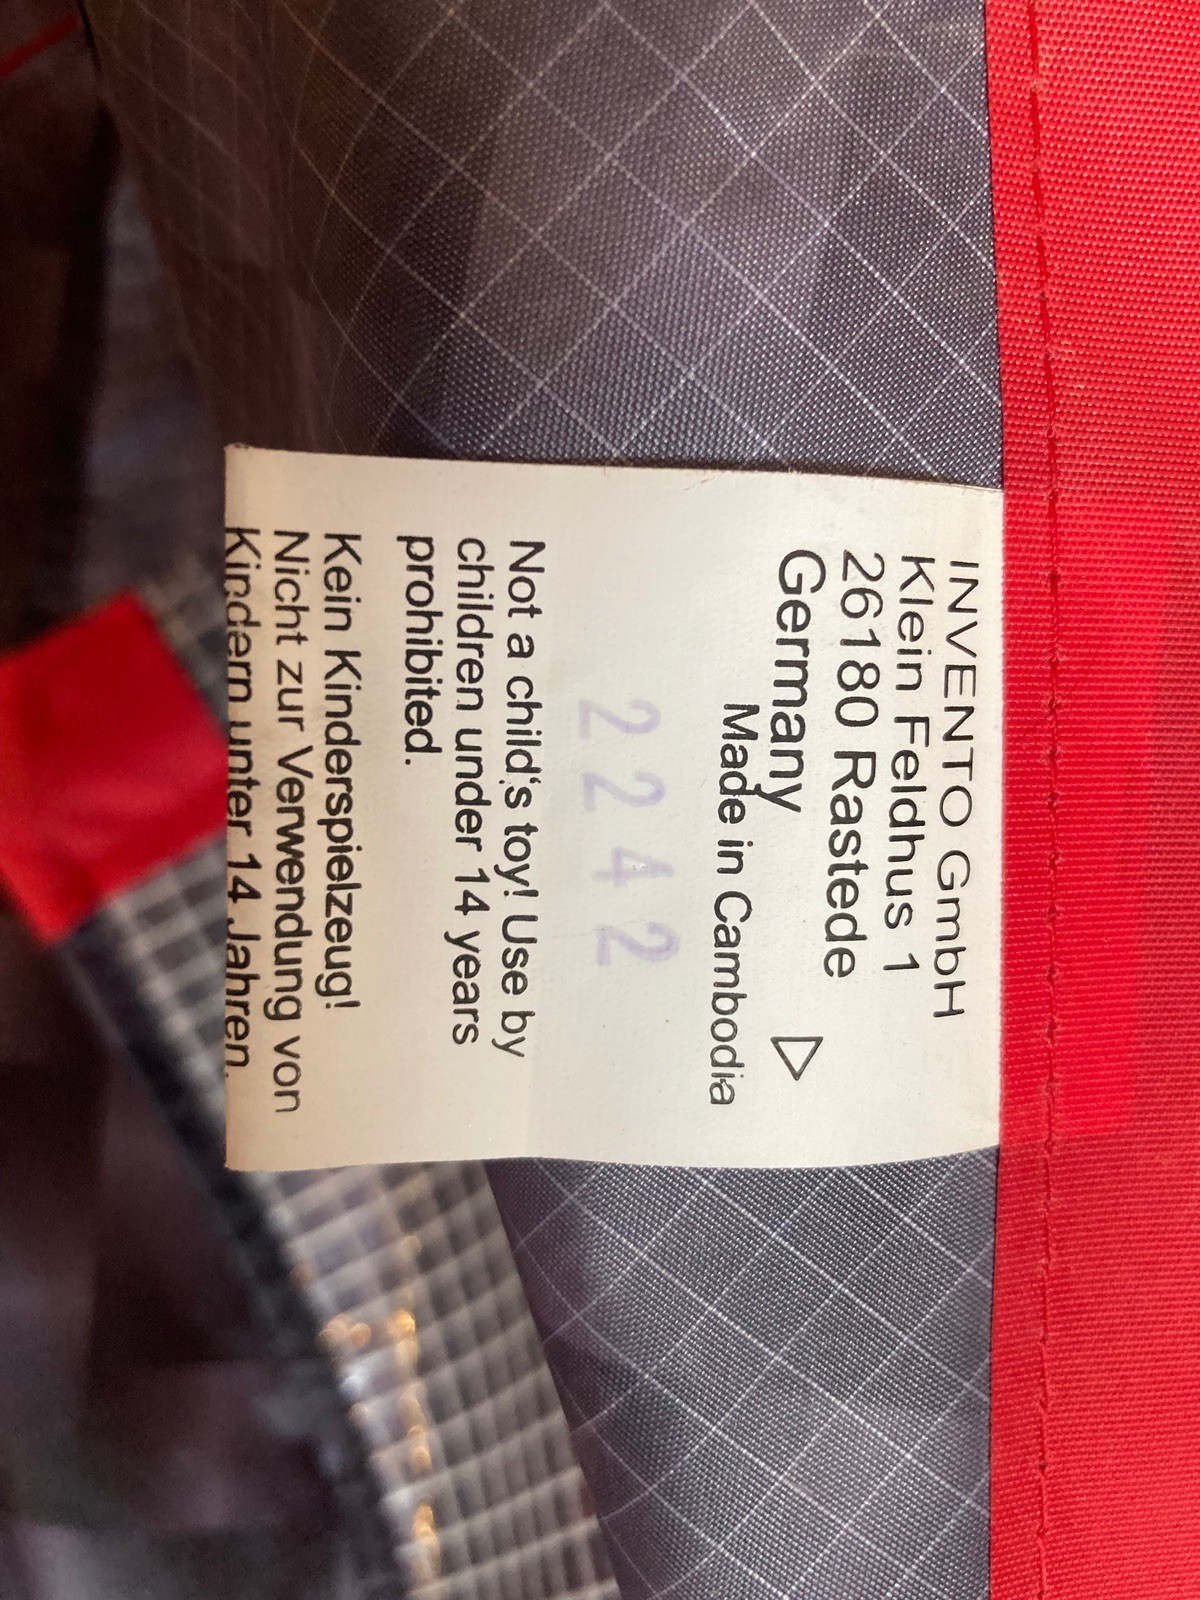 INVENTO GmbH
Klein Feldhus 1
26180 Rastede
Germany
Made in Cambodia
2242
Not a child's toy! Use by
children under 14 years
prohibited.
Kein Kinderspielzeug!
Nicht zur Verwendung von
Kindern unter 14 Jahren.